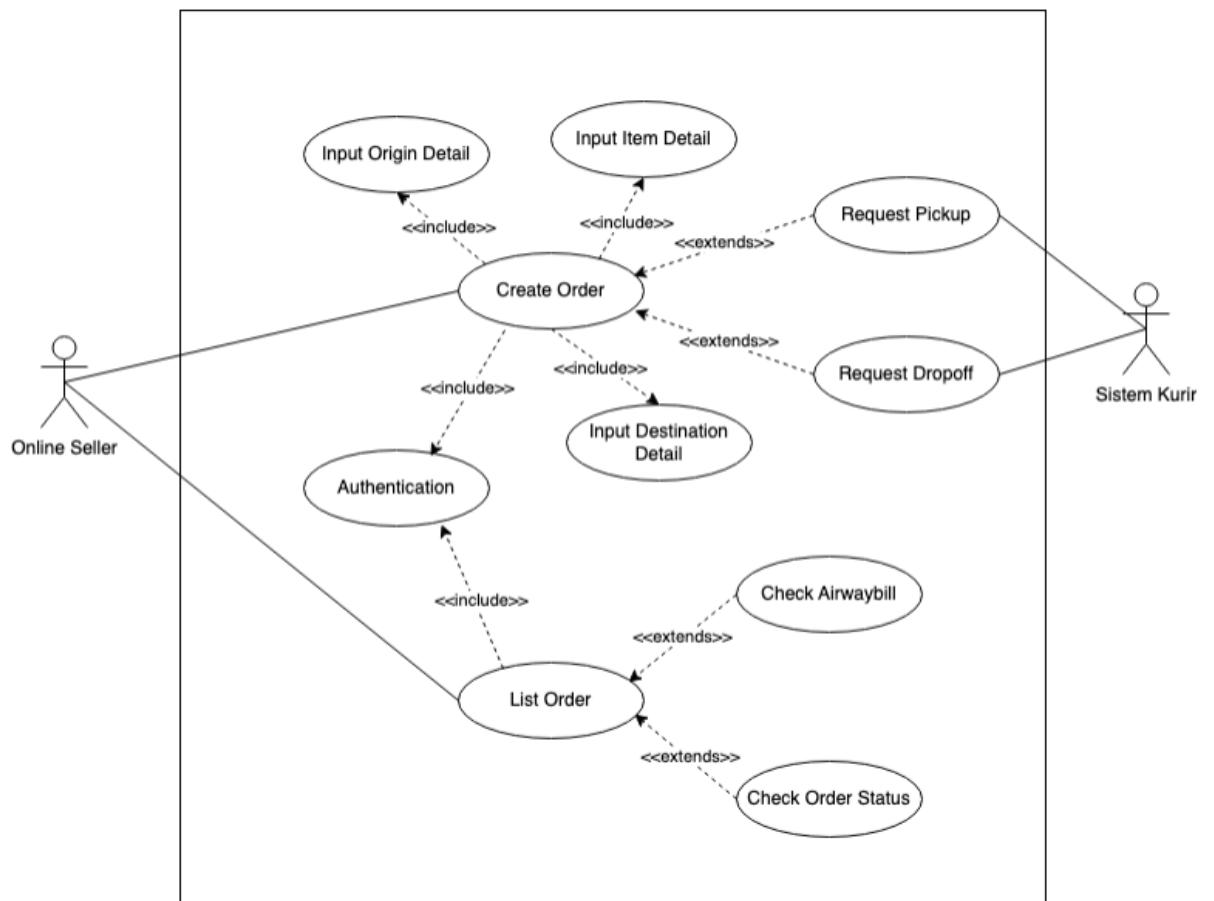 Input Item Detail
Input Origin Detail
Request Pickup
<<include>>
<<include>>
<<extends>>
Create Order
<<extends>>
<<include>>
<<include>>
Request Dropoff
Sistem Kurir
Online Seller
Input Destination
Detail
Authentication
Check Airwaybill
<<include>>
<<extends>>
List Order
<<extends>>
Check Order Status